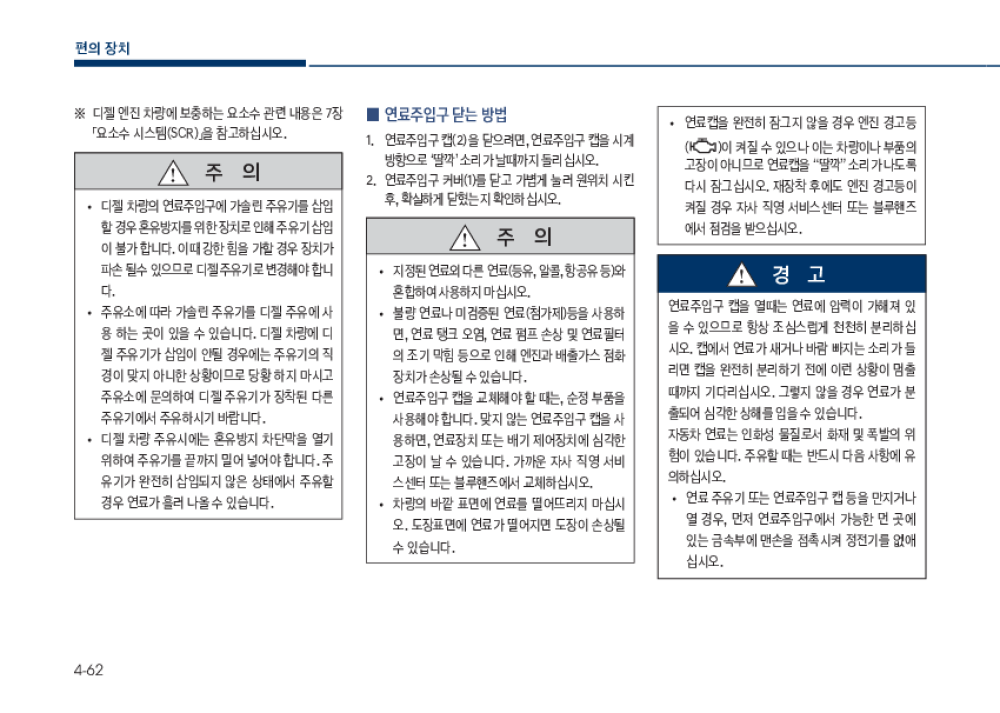 편의 장치
※ 디젤 엔진 차량에 보충하는 요소수 관련 내용은 7장
「요소수 시스템(SCR)」을 참고하십시오.
주 의
• 디젤 차량의 연료주입구에 가솔린 주유기를 삽입
할 경우 혼유방지를 위한 장치로 인해 주유기 삽입
이 불가 합니다. 이때 강한 힘을 가할 경우 장치가
파손 될수 있으므로 디젤 주유기로 변경해야 합니
다.
• 주유소에 따라 가솔린 주유기를 디젤 주유에 사
용 하는 곳이 있을 수 있습니다. 디젤 차량에 디
젤 주유기가 삽입이 안될 경우에는 주유기의 직
경이 맞지 아니한 상황이므로 당황 하지 마시고
주유소에 문의하여 디젤 주유기가 장착된 다른
주유기에서 주유하시기 바랍니다.
• 디젤 차량 주유시에는 혼유방지 차단막을 열기
위하여 주유기를 끝까지 밀어 넣어야 합니다. 주
유기가 완전히 삽입되지 않은 상태에서 주유할
경우 연료가 흘러 나올 수 있습니다.
■ 연료주입구 닫는 방법
1. 연료주입구 캡(2)을 닫으려면, 연료주입구 캡을 시계
방향으로 '딸깍' 소리 가 날때까지 돌리 십시오.
2. 연료주입구 커버(1)를 닫고 가볍게 눌러 원위치 시킨
후, 확실하게 닫혔는지 확인하 십시오.
주 의
• 지정된 연료외 다른 연료(등유, 알콜, 항공유 등)와
혼합하여 사용하지 마십시오.
• 불량 연료나 미검증된 연료(첨가제)등을 사용하
면, 연료 탱크 오염, 연료 펌프 손상 및 연료필터
의 조기 막힘 등으로 인해 엔진과 배출가스 점화
장치가 손상될 수 있습니다.
• 연료주입구 캡을 교체해야 할 때는, 순정 부품을
사용해야 합니다. 맞지 않는 연료주입구 캡을 사
용하면, 연료장치 또는 배기 제어장치에 심각한
고장이 날 수 있습니다. 가까운 자사 직영 서비
스센터 또는 블루핸즈에서 교체하십시오.
• 차량의 바깥 표면에 연료를 떨어뜨리지 마십시
오. 도장표면에 연료가 떨어지면 도장이 손상될
수 있습니다.
• 연료캡을 완전히 잠그지 않을 경우 엔진 경고등
( )이 켜질 수 있으나 이는 차량이나 부품의
고장이 아니므로 연료캡을 “딸깍” 소리 가 나도록
다시 잠그십시오. 재장착 후에도 엔진 경고등이
켜질 경우 자사 직영 서비스센터 또는 블루핸즈
에서 점검을 받으십시오.
경 고
연료주입구 캡을 열때는 연료에 압력이 가해져 있
을 수 있으므로 항상 조심스럽게 천천히 분리하십
시오. 캡에서 연료가 새거나 바람 빠지는 소리가 들
리면 캡을 완전히 분리하기 전에 이런 상황이 멈출
때까지 기다리십시오. 그렇지 않을 경우 연료가 분
출되어 심각한 상해를 입을 수 있습니다.
자동차 연료는 인화성 물질로서 화재 및 폭발의 위
험이 있습니다. 주유할 때는 반드시 다음 사항에 유
의하십시오.
• 연료 주유기 또는 연료주입구 캡 등을 만지거나
열 경우, 먼저 연료주입구에서 가능한 먼 곳에
있는 금속부에 맨손을 접촉시켜 정전기를 없애
십시오.
4-62